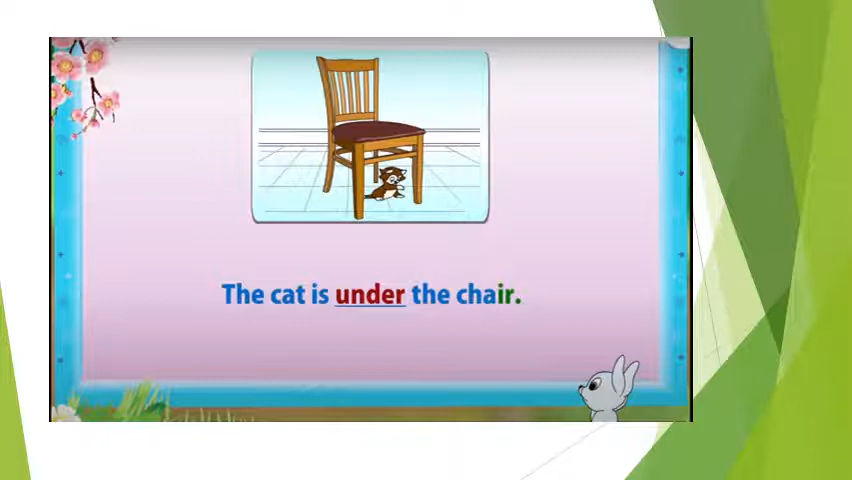 The cat is under the chair.